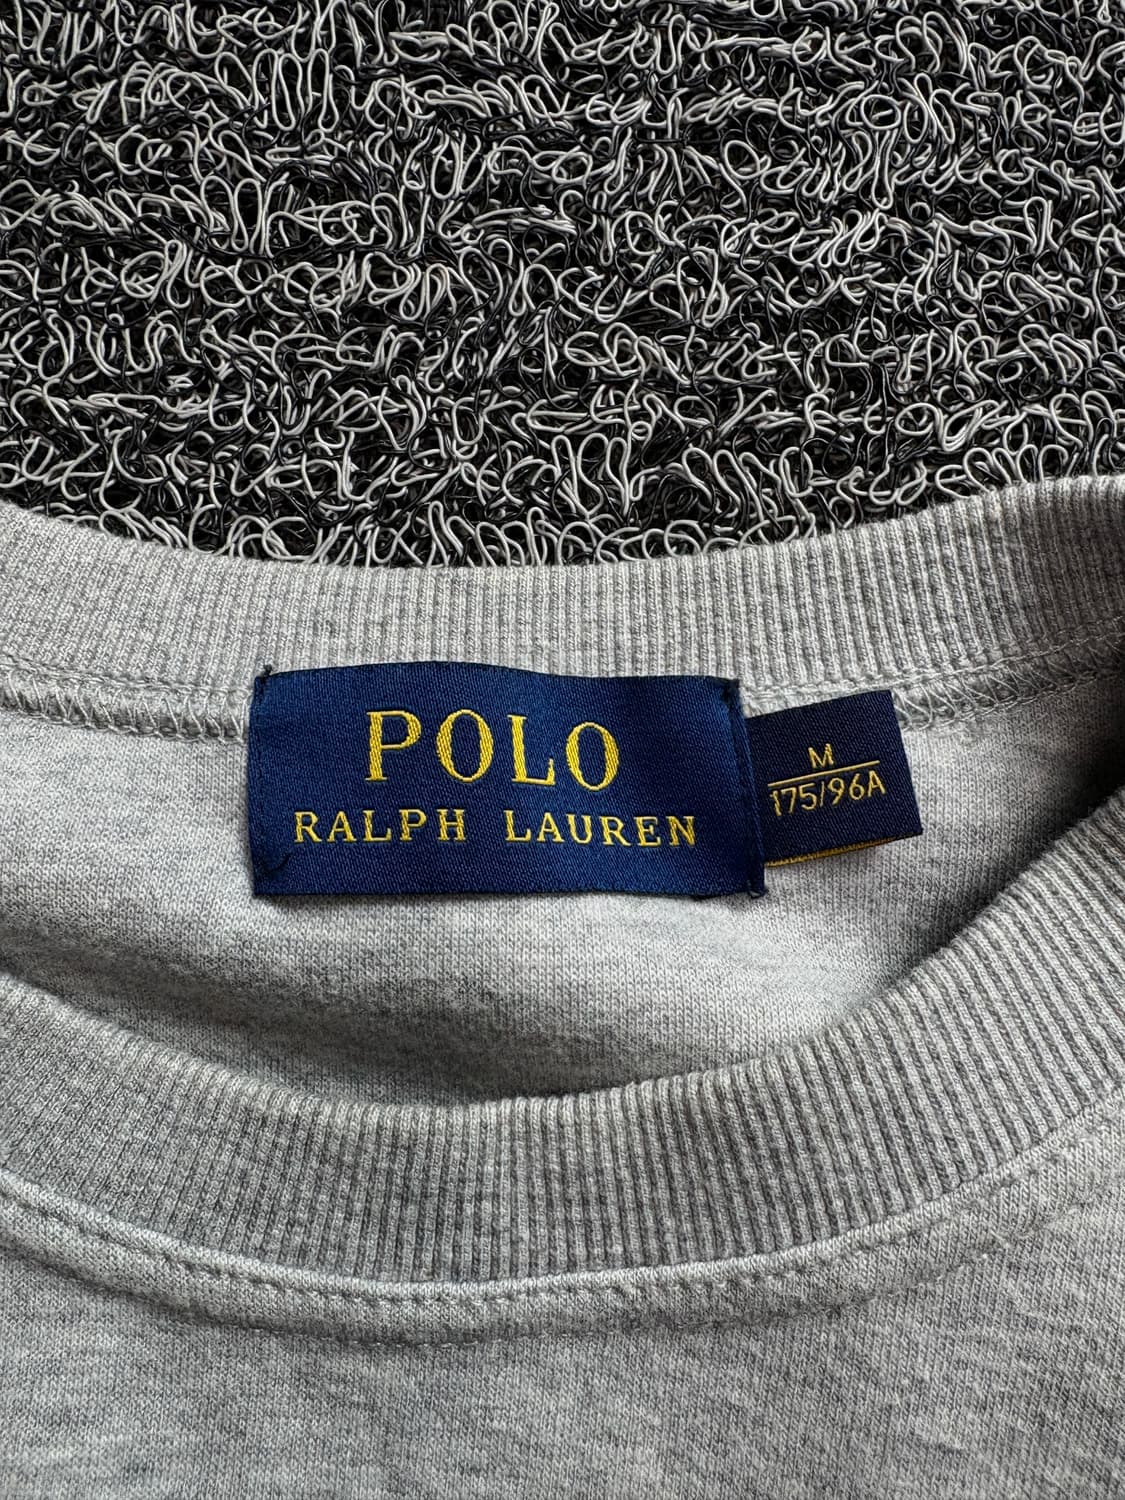 POLO
RALPH LAUREN
M
175/96A